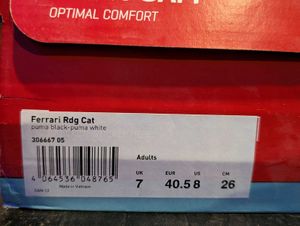 OPTIMAL COMFORT
Ferrari Rdg Cat
puma black-puma white
306667 05
Adults
UK EUR US CM
7 40.5 8 26
4 064536 048765
Made in Vietnam